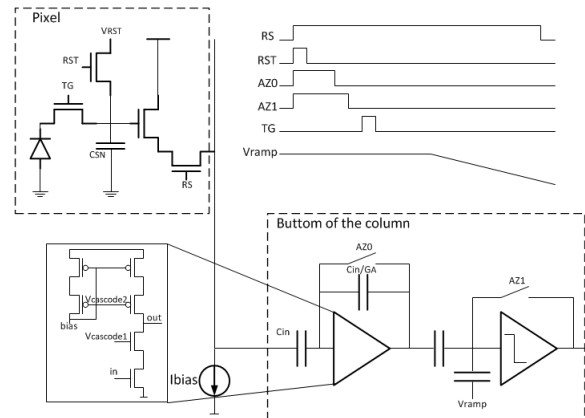 Pixel
VRST
RST
TG
CSN
RS
RS
RST
AZ0
AZ1
TG
Vramp
Buttom of the column
AZ0
Cin/GA
AZ1
Cin
Vramp
Vcascode2
bias
out
Vcascode1
in
Ibias